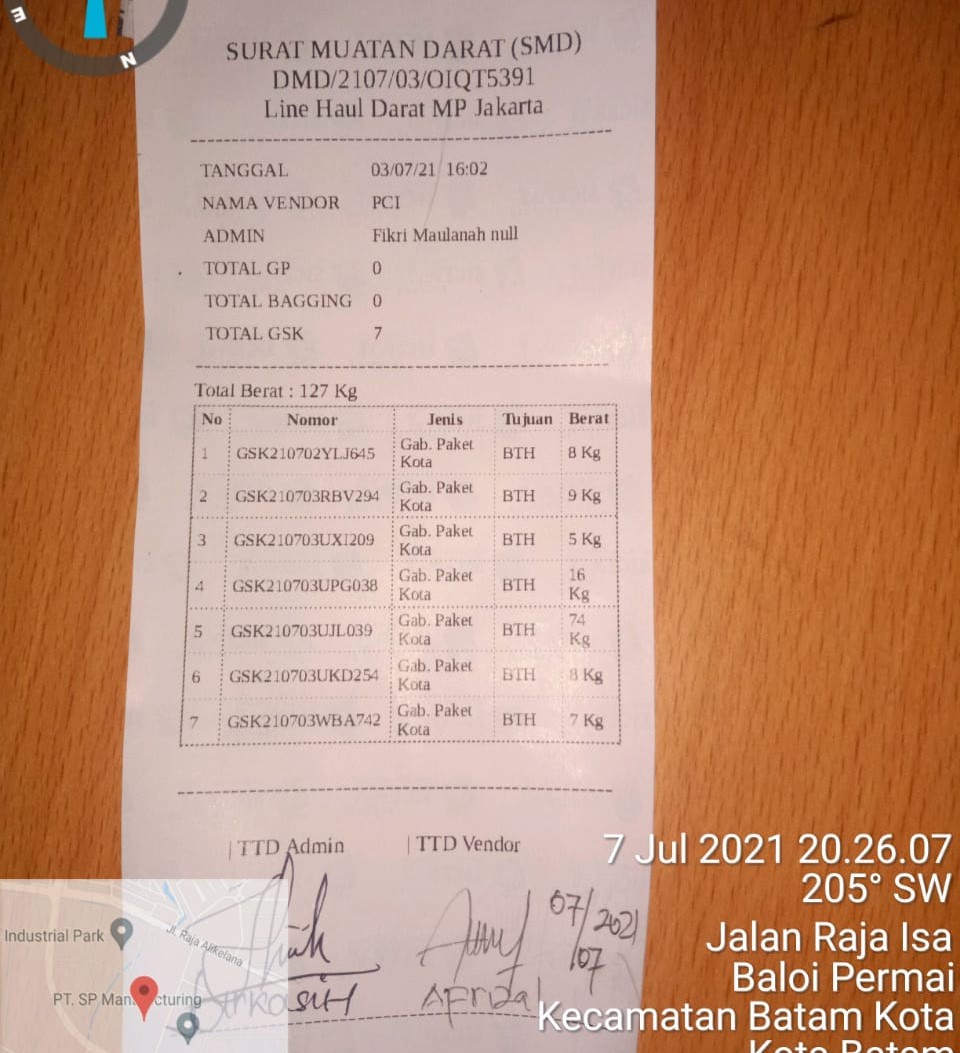 E
N
SURAT MUATAN DARAT (SMD)
DMD/2107/03/OIQT5391
Line Haul Darat MP Jakarta
TANGGAL 03/07/21 16:02
NAMA VENDOR PCI
ADMIN Fikri Maulanah null
TOTAL GP 0
TOTAL BAGGING 0
TOTAL GSK 7
Total Berat : 127 Kg
No Nomor Jenis Tujuan Berat
1 GSK210702YLJ645 Gab. Paket Kota BTH 8 Kg
2 GSK210703RBV294 Gab. Paket Kota BTH 9 Kg
3 GSK210703UXI209 Gab. Paket Kota BTH 5 Kg
4 GSK210703UPG038 Gab. Paket Kota BTH 16 Kg
5 GSK210703UJL039 Gab. Paket Kota BTH 74 Kg
6 GSK210703UKD254 Gab. Paket Kota BTH 8 Kg
7 GSK210703WBA742 Gab. Paket Kota BTH 7 Kg
TTD Admin TTD Vendor
07/2021
/07
AFRIZAL
7 Jul 2021 20.26.07
205° SW
Jalan Raja Isa
Baloi Permai
Kecamatan Batam Kota
Kota Batam
Industrial Park
Jl. Raja Alikelana
PT. SP Man cturing